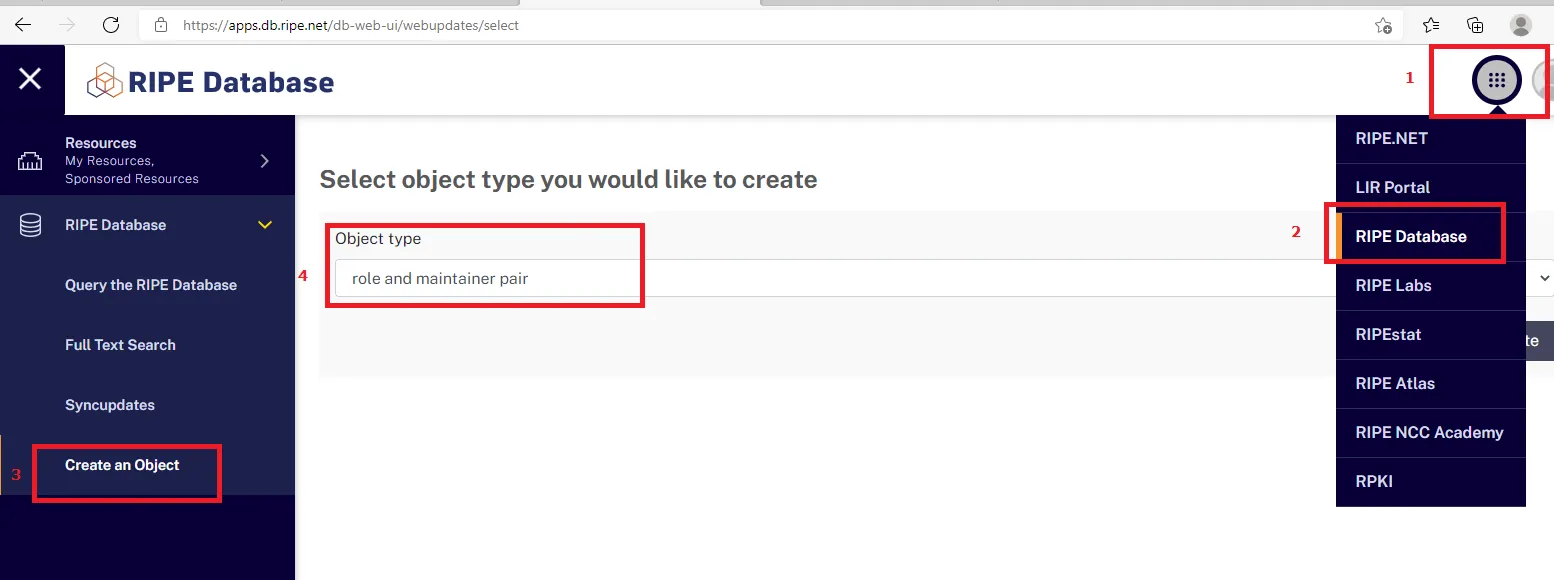 https://apps.db.ripe.net/db-web-ui/webupdates/select
RIPE Database
1
Resources
My Resources,
Sponsored Resources
RIPE Database
Query the RIPE Database
Full Text Search
Syncupdates
3
Create an Object
Select object type you would like to create
Object type
4
role and maintainer pair
te
RIPE.NET
LIR Portal
2
RIPE Database
RIPE Labs
RIPEstat
RIPE Atlas
RIPE NCC Academy
RPKI